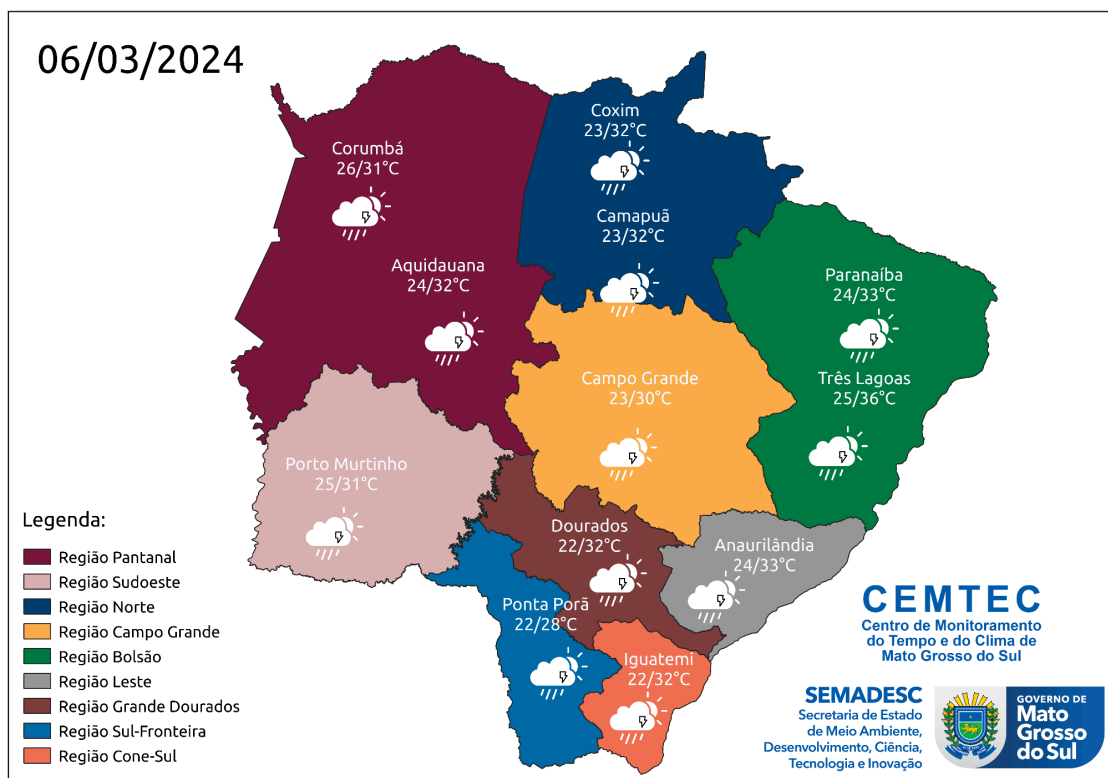 06/03/2024
Coxim
23/32°C
Corumbá
26/31°C
Camapuã
23/32°C
Aquidauana
24/32°C
Paranaíba
24/33°C
Campo Grande
23/30°C
Três Lagoas
25/36°C
Porto Murtinho
25/31°C
Dourados
22/32°C
Anaurilândia
24/33°C
Ponta Porã
22/28°C
Iguatemi
22/32°C
Legenda:
Região Pantanal
Região Sudoeste
Região Norte
Região Campo Grande
Região Bolsão
Região Leste
Região Grande Dourados
Região Sul-Fronteira
Região Cone-Sul
CEMTEC
Centro de Monitoramento
do Tempo e do Clima de
Mato Grosso do Sul
SEMADESC
Secretaria de Estado
de Meio Ambiente,
Desenvolvimento, Ciência,
Tecnologia e Inovação
GOVERNO DE
Mato
Grosso
do Sul